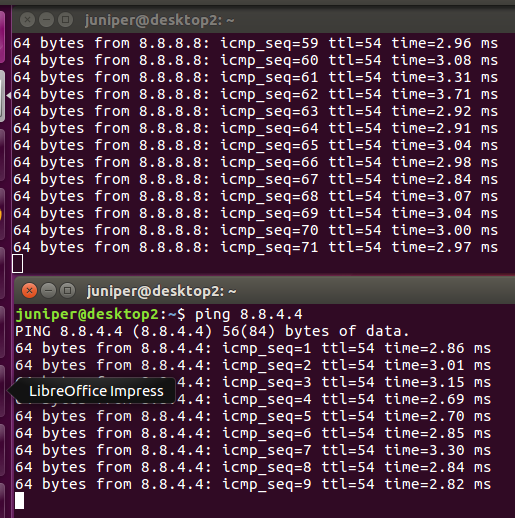 juniper@desktop2: ~
64 bytes from 8.8.8.8: icmp_seq=59 ttl=54 time=2.96 ms
64 bytes from 8.8.8.8: icmp_seq=60 ttl=54 time=3.08 ms
64 bytes from 8.8.8.8: icmp_seq=61 ttl=54 time=3.31 ms
64 bytes from 8.8.8.8: icmp_seq=62 ttl=54 time=3.71 ms
64 bytes from 8.8.8.8: icmp_seq=63 ttl=54 time=2.92 ms
64 bytes from 8.8.8.8: icmp_seq=64 ttl=54 time=2.91 ms
64 bytes from 8.8.8.8: icmp_seq=65 ttl=54 time=3.04 ms
64 bytes from 8.8.8.8: icmp_seq=66 ttl=54 time=2.98 ms
64 bytes from 8.8.8.8: icmp_seq=67 ttl=54 time=2.84 ms
64 bytes from 8.8.8.8: icmp_seq=68 ttl=54 time=3.07 ms
64 bytes from 8.8.8.8: icmp_seq=69 ttl=54 time=3.04 ms
64 bytes from 8.8.8.8: icmp_seq=70 ttl=54 time=3.00 ms
64 bytes from 8.8.8.8: icmp_seq=71 ttl=54 time=2.97 ms
juniper@desktop2: ~
juniper@desktop2:~$ ping 8.8.4.4
PING 8.8.4.4 (8.8.4.4) 56(84) bytes of data.
64 bytes from 8.8.4.4: icmp_seq=1 ttl=54 time=2.86 ms
64 bytes from 8.8.4.4: icmp_seq=2 ttl=54 time=3.01 ms
64 bytes from 8.8.4.4: icmp_seq=3 ttl=54 time=3.15 ms
LibreOffice Impress
8.8.4.4: icmp_seq=4 ttl=54 time=2.69 ms
64 bytes from 8.8.4.4: icmp_seq=5 ttl=54 time=2.70 ms
64 bytes from 8.8.4.4: icmp_seq=6 ttl=54 time=2.85 ms
64 bytes from 8.8.4.4: icmp_seq=7 ttl=54 time=3.30 ms
64 bytes from 8.8.4.4: icmp_seq=8 ttl=54 time=2.84 ms
64 bytes from 8.8.4.4: icmp_seq=9 ttl=54 time=2.82 ms